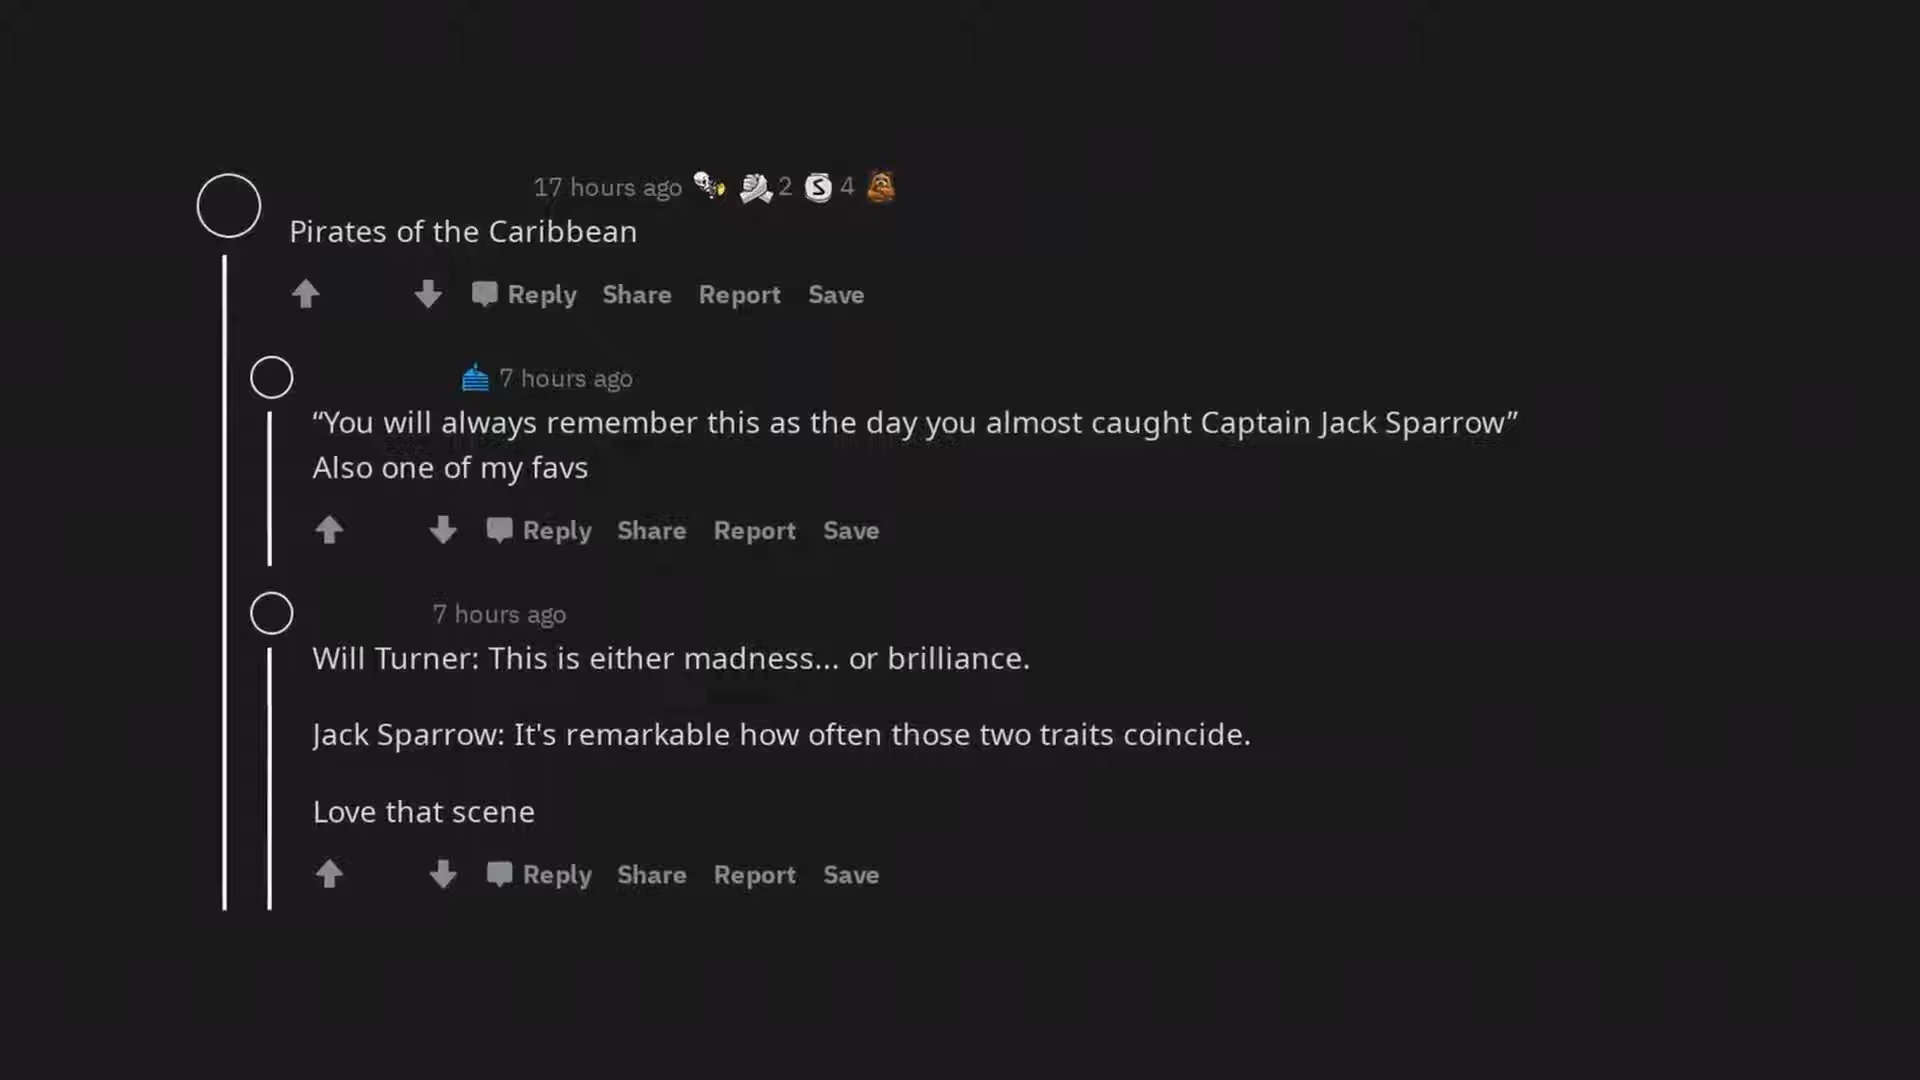 17 hours ago 2 4
Pirates of the Caribbean
Reply Share Report Save
7 hours ago
“You will always remember this as the day you almost caught Captain Jack Sparrow”
Also one of my favs
Reply Share Report Save
7 hours ago
Will Turner: This is either madness... or brilliance.
Jack Sparrow: It's remarkable how often those two traits coincide.
Love that scene
Reply Share Report Save